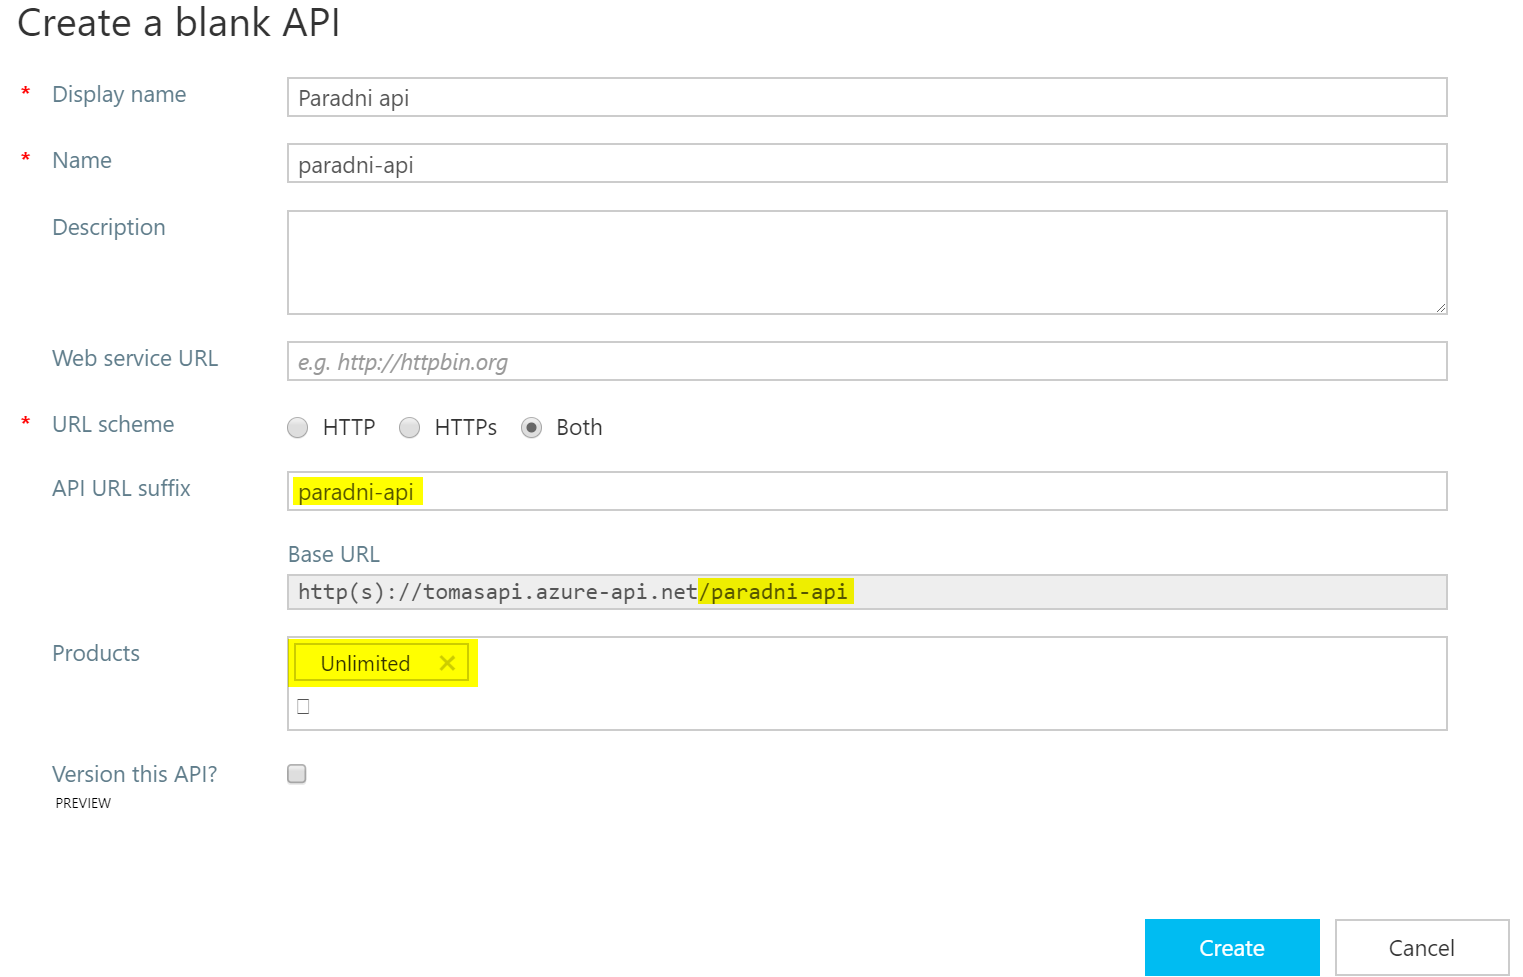 Create a blank API
* Display name
Paradni api
* Name
paradni-api
Description
Web service URL
e.g. http://httpbin.org
* URL scheme
HTTP HTTPs Both
API URL suffix
paradni-api
Base URL
http(s)://tomasapi.azure-api.net/paradni-api
Products
Unlimited ×
Version this API?
PREVIEW
Create Cancel